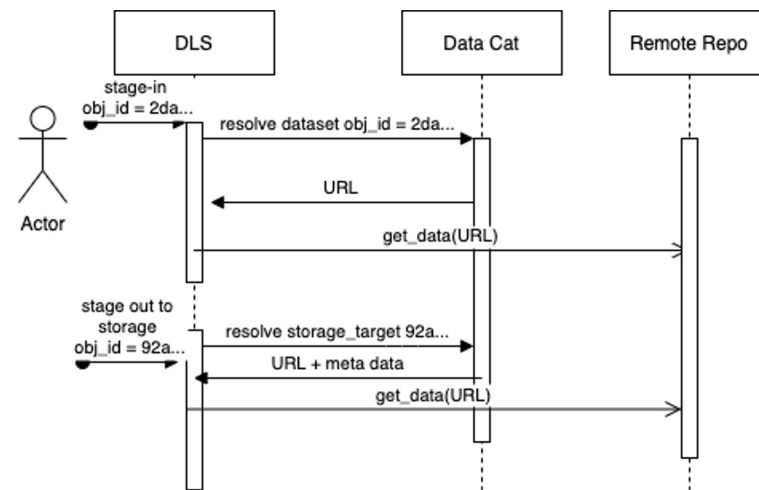 DLS
Data Cat
Remote Repo
stage-in
obj_id = 2da...
resolve dataset obj_id = 2da...
URL
Actor
get_data(URL)
stage out to
storage
obj_id = 92a...
resolve storage_target 92a...
URL + meta data
get_data(URL)